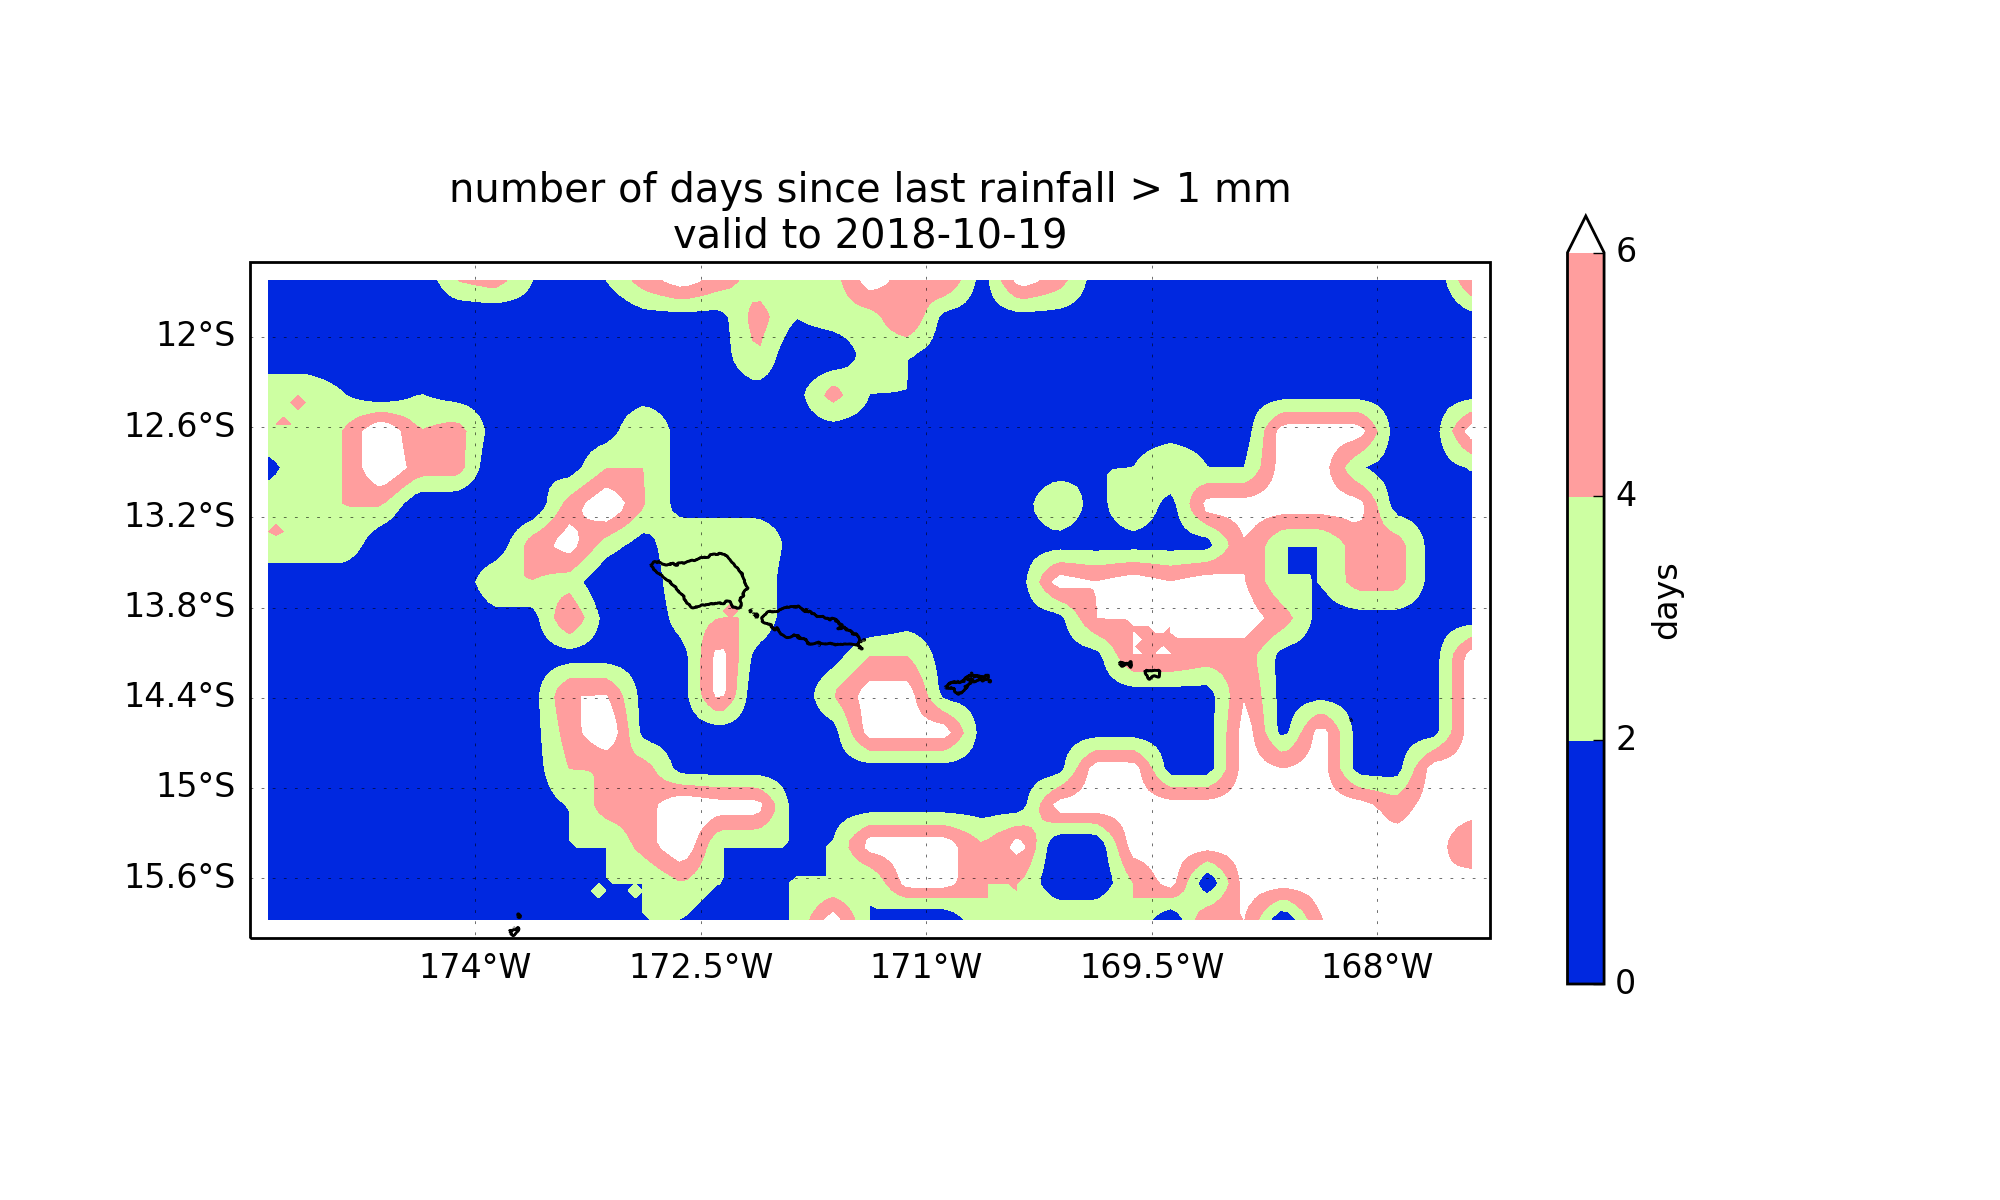 number of days since last rainfall > 1 mm
valid to 2018-10-19
12°S
12.6°S
13.2°S
13.8°S
14.4°S
15°S
15.6°S
174°W 172.5°W 171°W 169.5°W 168°W
6
4
2
0
days